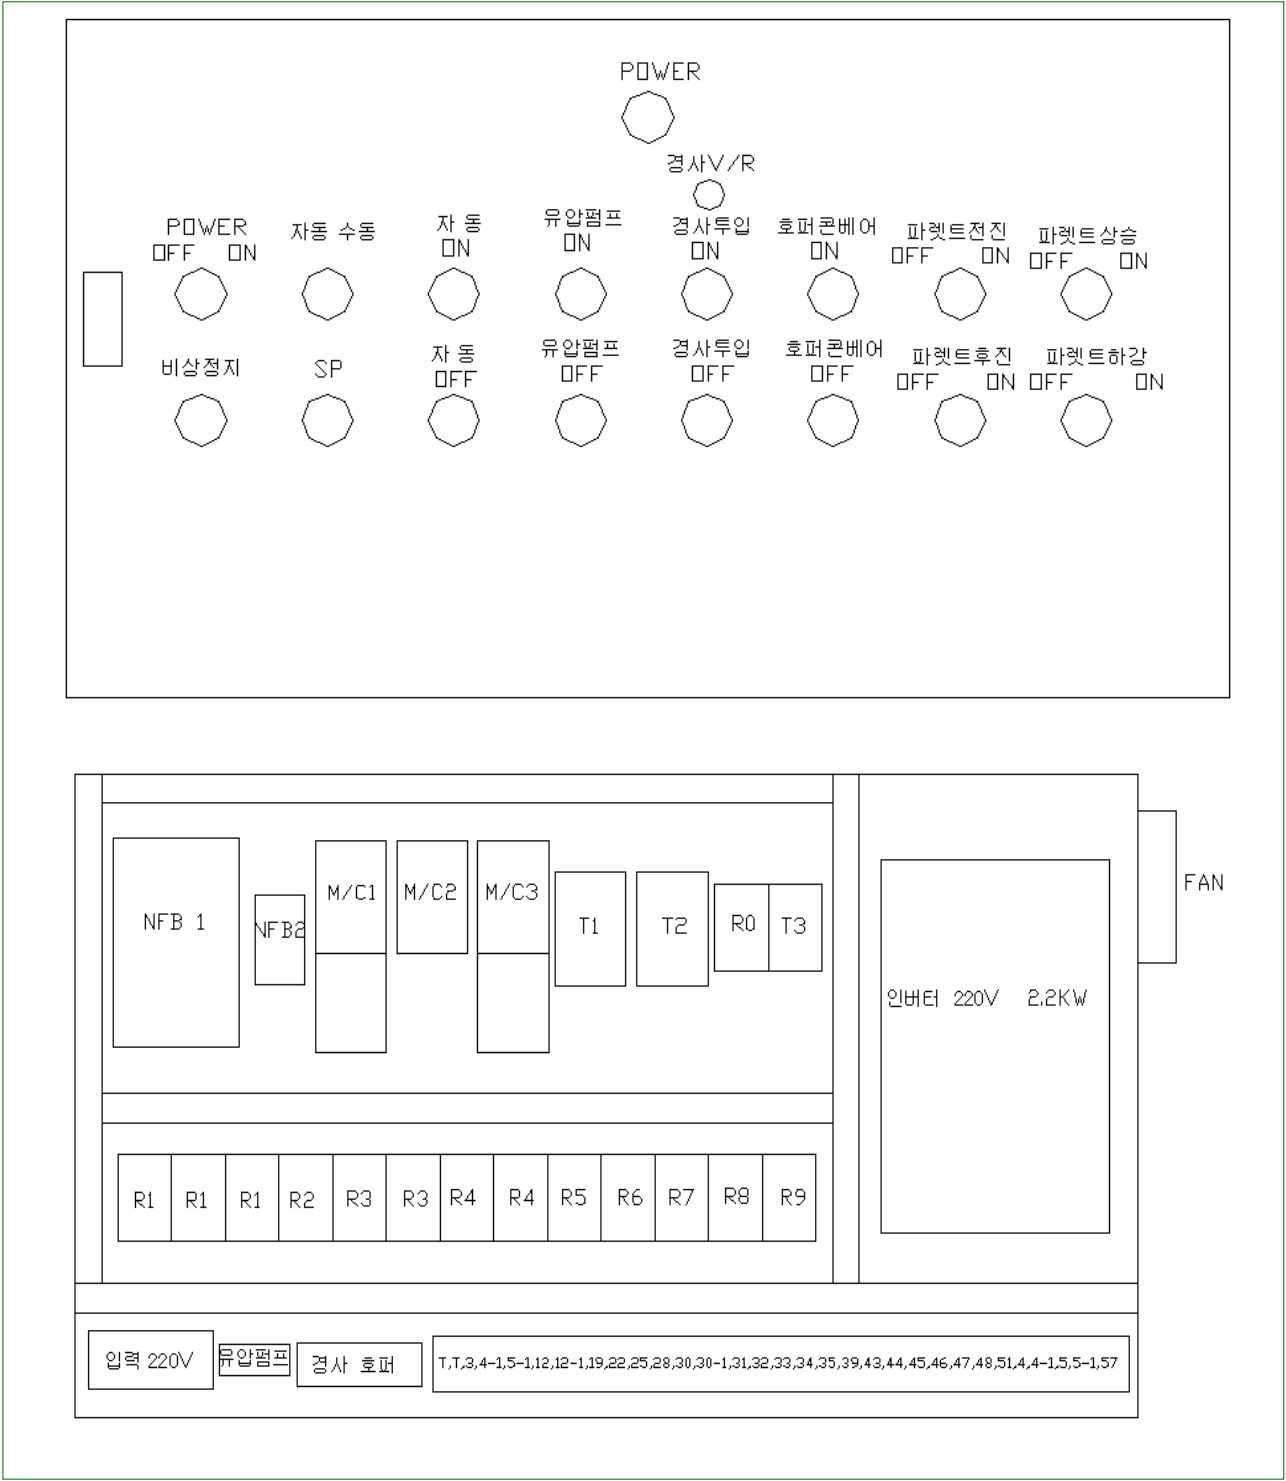 POWER
경사V/R
POWER
OFF ON
자동 수동
자 동
ON
유압펌프
ON
경사투입
ON
호퍼콘베어
ON
파렛트전진
OFF ON
파렛트상승
OFF ON
비상정지
SP
자 동
OFF
유압펌프
OFF
경사투입
OFF
호퍼콘베어
OFF
파렛트후진
OFF ON
파렛트하강
OFF ON
NFB 1
NFB2
M/C1
M/C2
M/C3
T1
T2
R0
T3
FAN
인버터 220V 2.2KW
R1
R1
R1
R2
R3
R3
R4
R4
R5
R6
R7
R8
R9
입력 220V
유압펌프
경사 호퍼
T,T,3,4-1,5-1,12,12-1,19,22,25,28,30,30-1,31,32,33,34,35,39,43,44,45,46,47,48,51,4,4-1,5,5-1,57